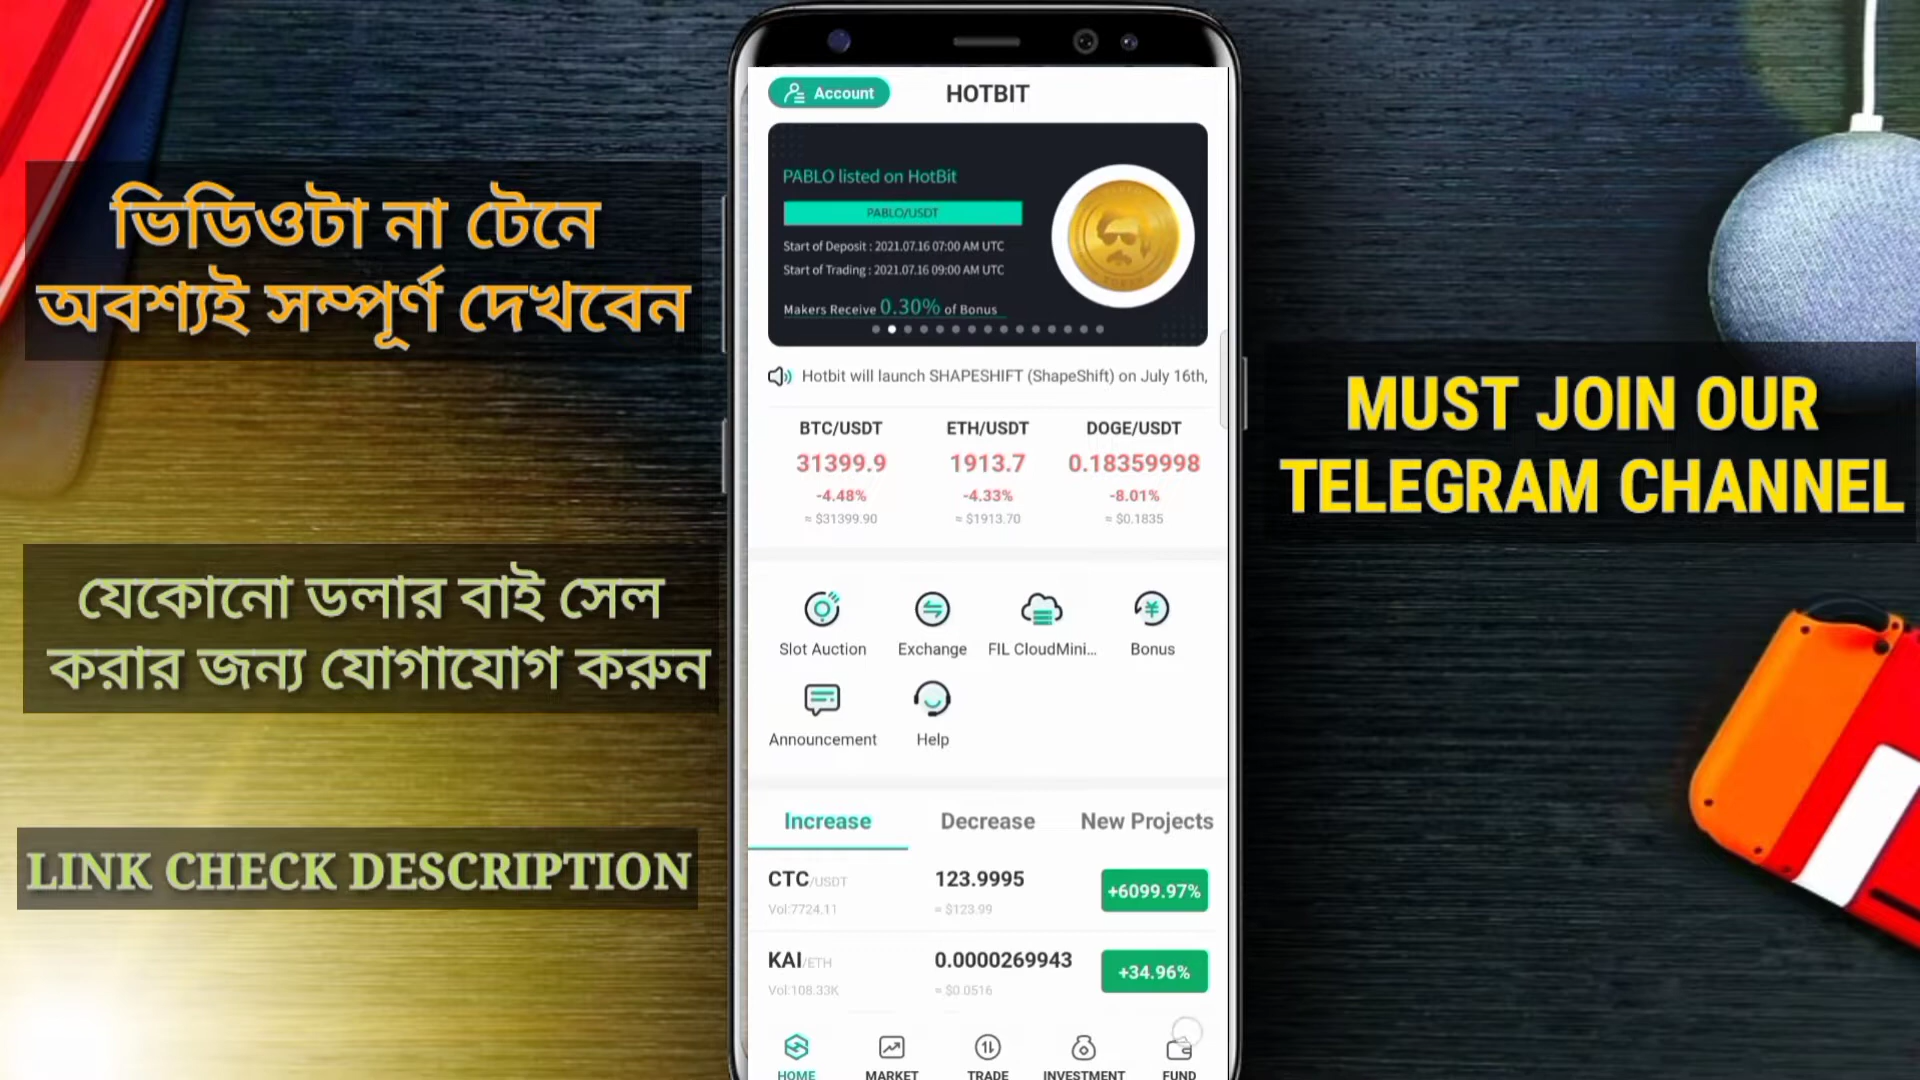 ভিডিওটা না টেনে
অবশ্যই সম্পূর্ণ দেখবেন
যেকোনো ডলার বাই সেল
করার জন্য যোগাযোগ করুন
LINK CHECK DESCRIPTION
Account
HOTBIT
PABLO listed on HotBit
PABLO/USDT
Start of Deposit : 2021.07.16 07:00 AM UTC
Start of Trading : 2021.07.16 09:00 AM UTC
Makers Receive 0.30% of Bonus
Hotbit will launch SHAPESHIFT (ShapeShift) on July 16th,
BTC/USDT ETH/USDT DOGE/USDT
31399.9 1913.7 0.18359998
-4.48% -4.33% -8.01%
≈ $31399.90 ≈ $1913.70 ≈ $0.1835
Slot Auction Exchange FIL CloudMini... Bonus
Announcement Help
Increase Decrease New Projects
CTC/USDT 123.9995 +6099.97%
Vol:7724.11 ≈ $123.99
KAI/ETH 0.0000269943 +34.96%
Vol:108.33K ≈ $0.0516
HOME MARKET TRADE INVESTMENT FUND
MUST JOIN OUR
TELEGRAM CHANNEL